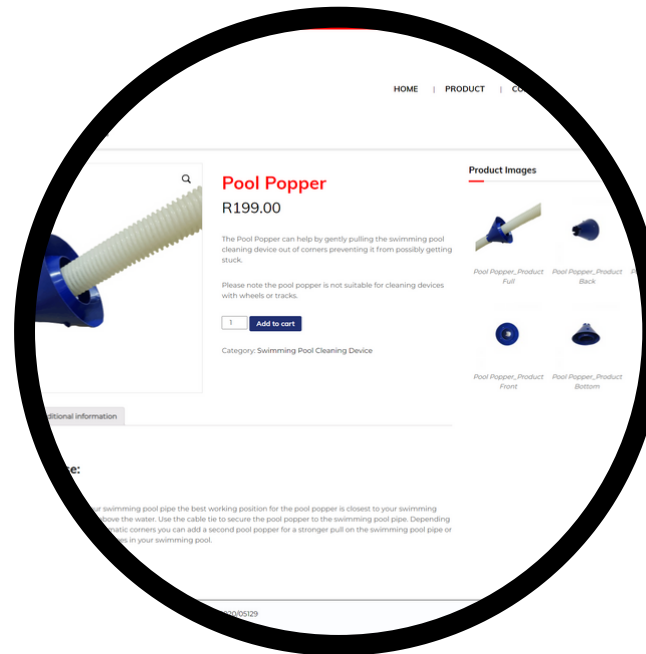 HOME | PRODUCT |
Product Images
Pool Popper
R199.00
The Pool Popper can help by gently pulling the swimming pool
cleaning device out of corners preventing it from possibly getting
stuck.
Please note the pool popper is not suitable for cleaning devices
with wheels or tracks.
1
Add to cart
Category: Swimming Pool Cleaning Device
Pool Popper_Product
Full
Pool Popper_Product
Back
Pool Popper_Product
Front
Pool Popper_Product
Bottom
ditional information
se:
ur swimming pool pipe the best working position for the pool popper is closest to your swimming
bove the water. Use the cable tie to secure the pool popper to the swimming pool pipe. Depending
matic corners you can add a second pool popper for a stronger pull on the swimming pool pipe or
es in your swimming pool.
020/05129